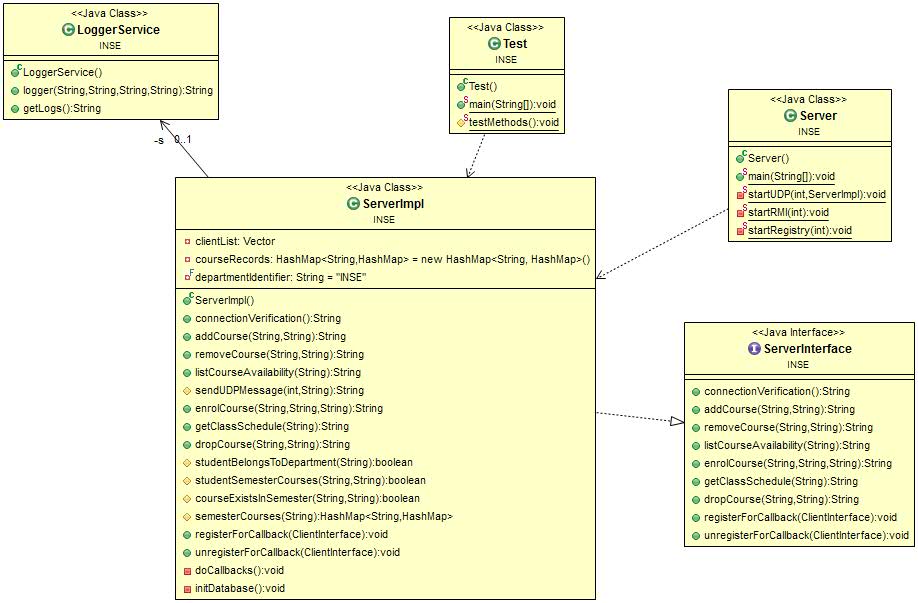 <<Java Class>>
LoggerService
INSE
LoggerService()
logger(String,String,String,String):String
getLogs():String
-s 0..1
<<Java Class>>
Test
INSE
Test()
main(String[]):void
testMethods():void
<<Java Class>>
Server
INSE
Server()
main(String[]):void
startUDP(int,ServerImpl):void
startRMI(int):void
startRegistry(int):void
<<Java Class>>
ServerImpl
INSE
clientList: Vector
courseRecords: HashMap<String,HashMap> = new HashMap<String, HashMap>()
departmentIdentifier: String = "INSE"
ServerImpl()
connectionVerification():String
addCourse(String,String):String
removeCourse(String,String):String
listCourseAvailability(String):String
sendUDPMessage(int,String):String
enrolCourse(String,String,String):String
getClassSchedule(String):String
dropCourse(String,String):String
studentBelongsToDepartment(String):boolean
studentSemesterCourses(String,String):boolean
courseExistsInSemester(String,String):boolean
semesterCourses(String):HashMap<String,HashMap>
registerForCallback(ClientInterface):void
unregisterForCallback(ClientInterface):void
doCallbacks():void
initDatabase():void
<<Java Interface>>
ServerInterface
INSE
connectionVerification():String
addCourse(String,String):String
removeCourse(String,String):String
listCourseAvailability(String):String
enrolCourse(String,String,String):String
getClassSchedule(String):String
dropCourse(String,String):String
registerForCallback(ClientInterface):void
unregisterForCallback(ClientInterface):void